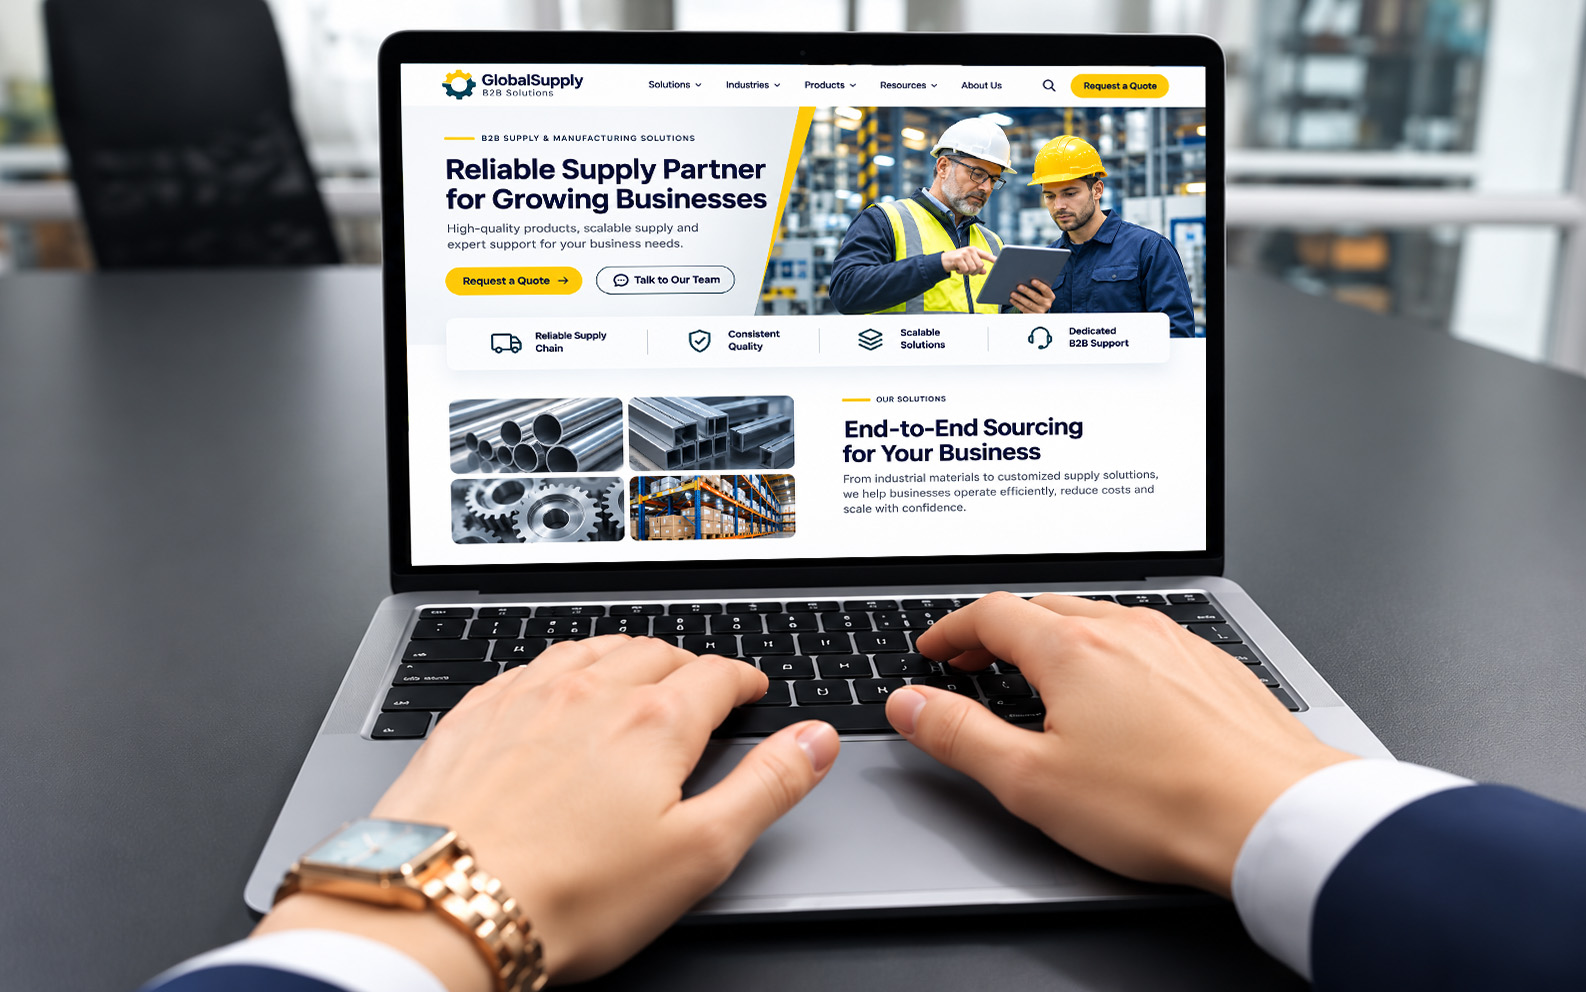 GlobalSupply
B2B Solutions
Solutions
Industries
Products
Resources
About Us
Request a Quote
B2B SUPPLY & MANUFACTURING SOLUTIONS
Reliable Supply Partner
for Growing Businesses
High-quality products, scalable supply and
expert support for your business needs.
Request a Quote
Talk to Our Team
Reliable Supply
Chain
Consistent
Quality
Scalable
Solutions
Dedicated
B2B Support
OUR SOLUTIONS
End-to-End Sourcing
for Your Business
From industrial materials to customized supply solutions,
we help businesses operate efficiently, reduce costs and
scale with confidence.